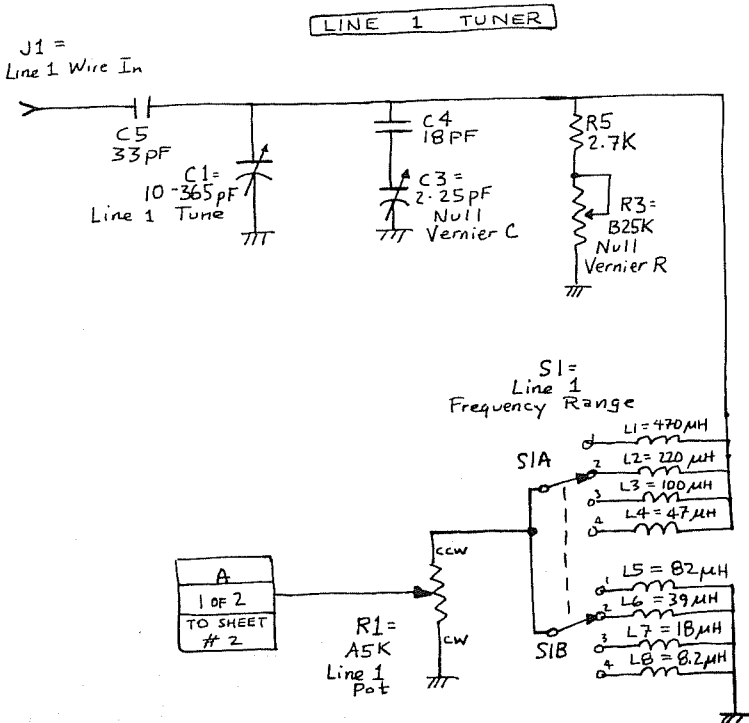 LINE 1 TUNER
J1 =
Line 1 Wire In
C5
33pF
C1=
10-365pF
Line 1 Tune
C4
18PF
C3=
2-25pF
Null
Vernier C
R5
2.7K
R3=
B25K
Null
Vernier R
S1=
Line 1
Frequency Range
S1A
1
L1=470μH
2
L2=220μH
3
L3=100μH
4
L4=47μH
1
L5=82μH
2
L6=39μH
3
L7=18μH
4
L8=8.2μH
S1B
CCW
CW
R1=
A5K
Line 1
Pot
A
1 OF 2
TO SHEET
# 2